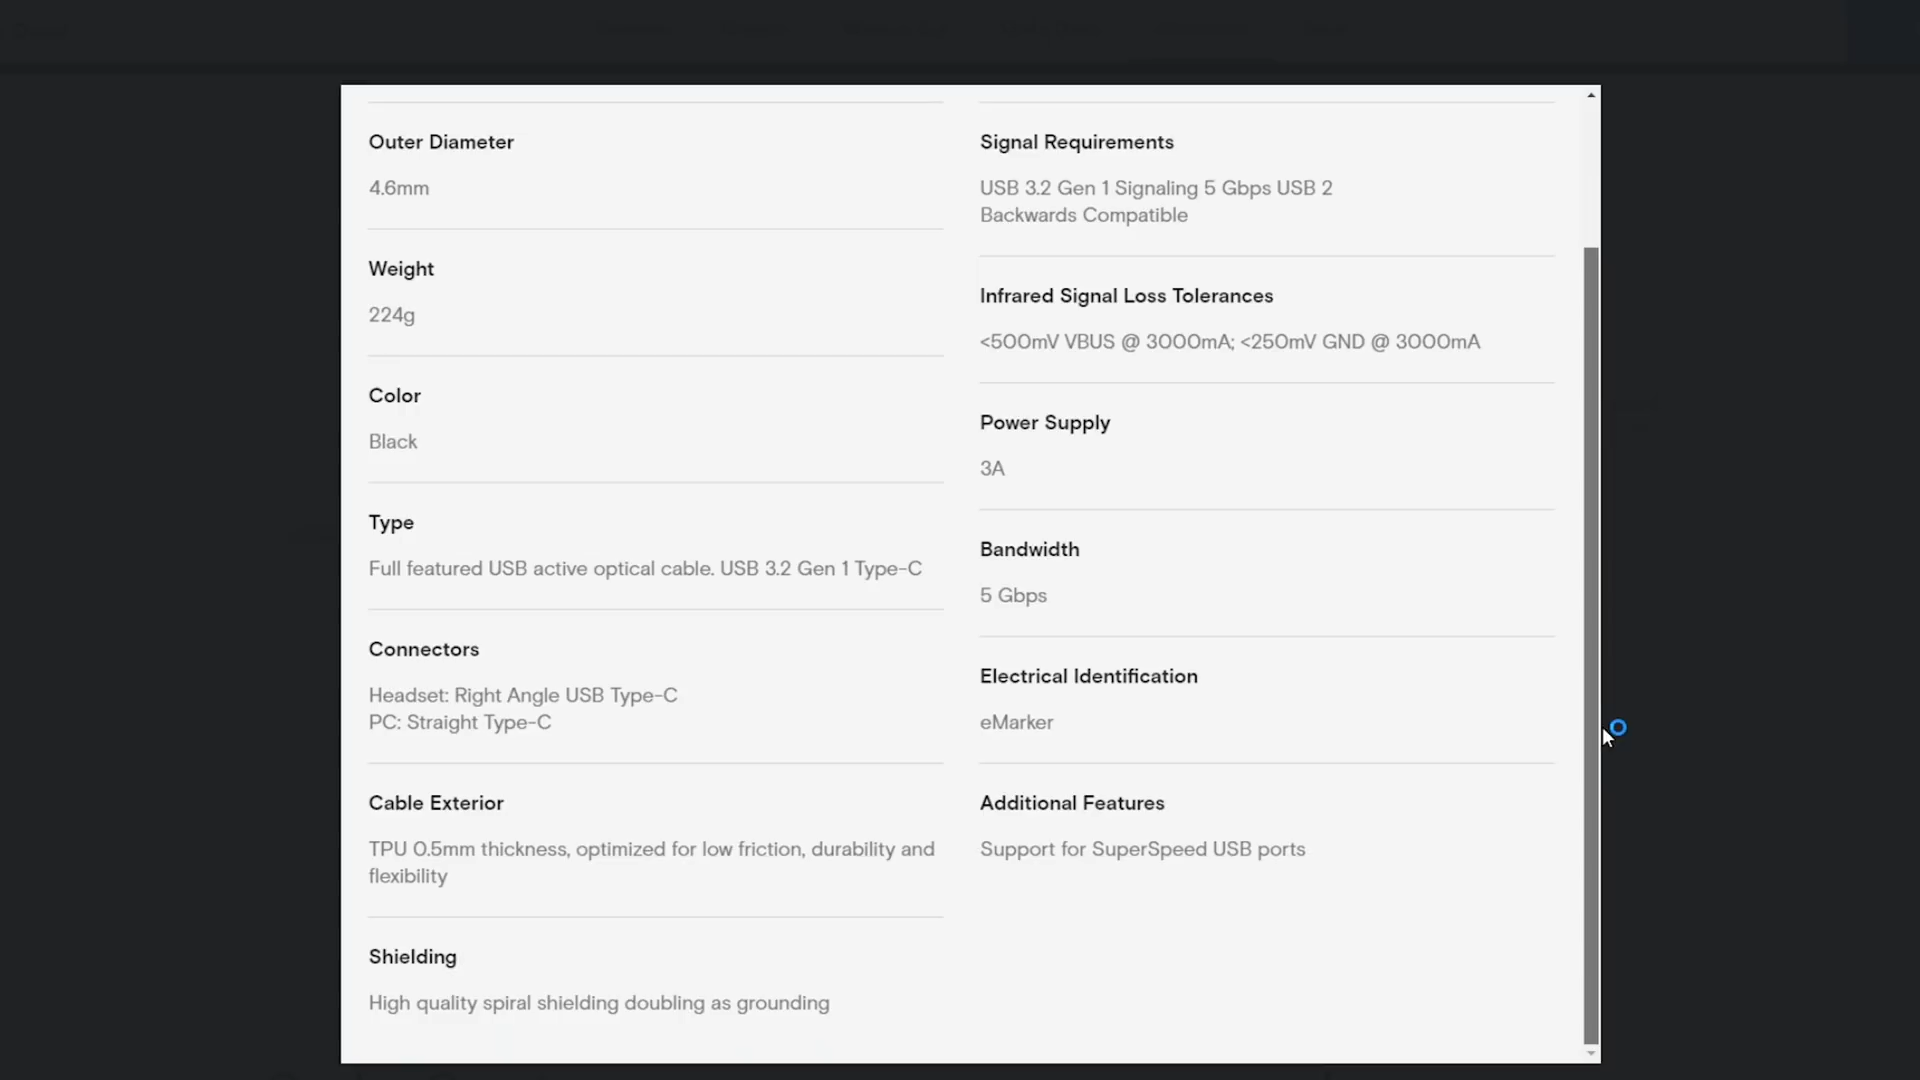 Outer Diameter
4.6mm
Weight
224g
Color
Black
Type
Full featured USB active optical cable. USB 3.2 Gen 1 Type-C
Connectors
Headset: Right Angle USB Type-C
PC: Straight Type-C
Cable Exterior
TPU 0.5mm thickness, optimized for low friction, durability and
flexibility
Shielding
High quality spiral shielding doubling as grounding
Signal Requirements
USB 3.2 Gen 1 Signaling 5 Gbps USB 2
Backwards Compatible
Infrared Signal Loss Tolerances
<500mV VBUS @ 3000mA; <250mV GND @ 3000mA
Power Supply
3A
Bandwidth
5 Gbps
Electrical Identification
eMarker
Additional Features
Support for SuperSpeed USB ports